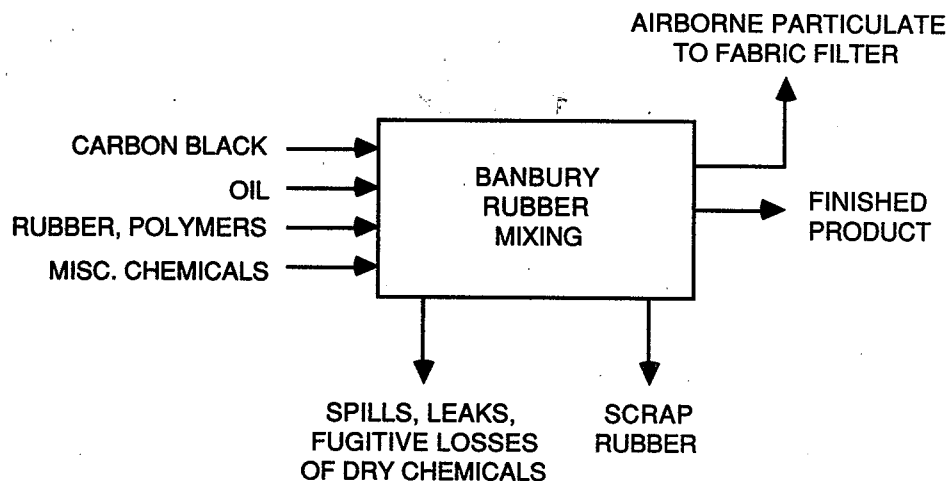 AIRBORNE PARTICULATE
TO FABRIC FILTER
CARBON BLACK
OIL
RUBBER, POLYMERS
MISC. CHEMICALS
BANBURY
RUBBER
MIXING
FINISHED
PRODUCT
SPILLS, LEAKS,
FUGITIVE LOSSES
OF DRY CHEMICALS
SCRAP
RUBBER